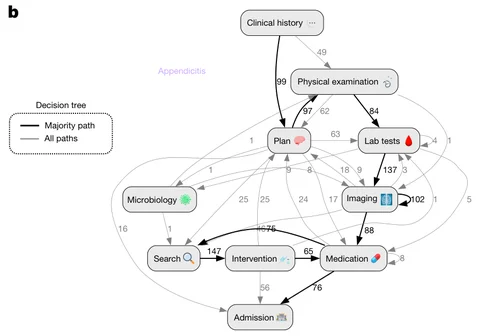 b
Clinical history
49
Physical examination
Appendicitis
99
Decision tree
97
62
84
Majority path
All paths
1
Plan
63
Lab tests
4
1
137
1
9
8
18
9
3
Microbiology
25
25
24
17
Imaging
102
1
5
16
1
75
88
147
65
Search
Intervention
Medication
8
56
76
Admission